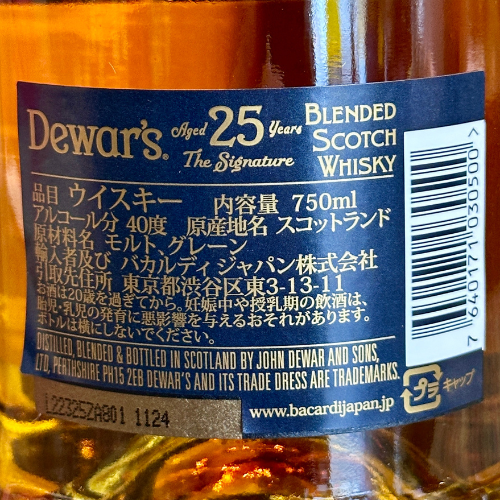 Dewar's® Aged 25 Years The Signature
BLENDED
SCOTCH
WHISKY
品目 ウイスキー 内容量 750ml
アルコール分 40度 原産地名 スコットランド
原材料名 モルト、グレーン
輸入者及び バカルディ ジャパン株式会社
引取先住所 東京都渋谷区東3-13-11
お酒は20歳を過ぎてから。妊娠中や授乳期の飲酒は、
胎児・乳児の発育に悪影響を与えるおそれがあります。
ボトルは横にしないでください。
DISTILLED, BLENDED & BOTTLED IN SCOTLAND BY JOHN DEWAR AND SONS,
LTD, PERTHSHIRE PH15 2EB DEWAR'S AND ITS TRADE DRESS ARE TRADEMARKS.
www.bacardijapan.jp
プラ キャップ
L22325ZA801 1124
7 640171 030500 >